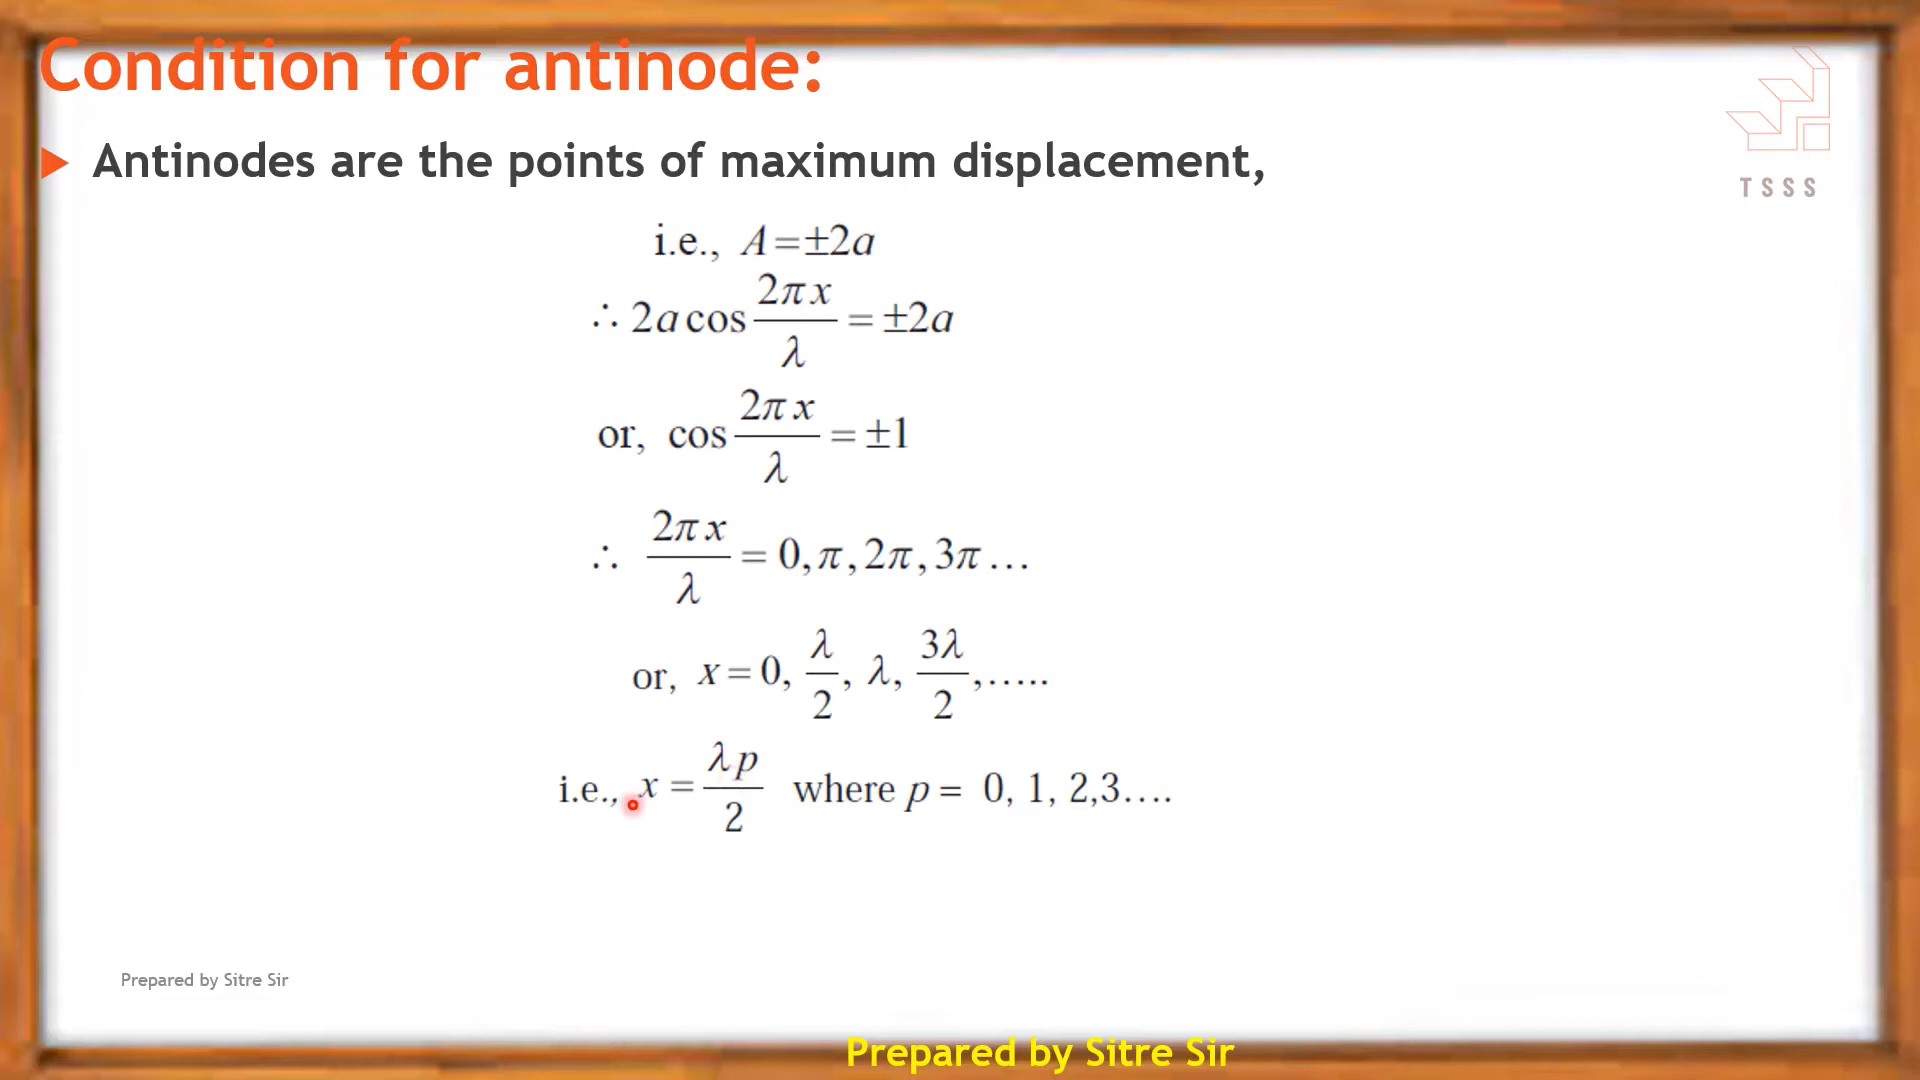 Condition for antinode:
Antinodes are the points of maximum displacement,
TSSS
i.e., A=±2a
∴ 2a cos 2πx/λ = ±2a
or, cos 2πx/λ = ±1
∴ 2πx/λ = 0, π, 2π, 3π ...
or, x = 0, λ/2, λ, 3λ/2,.....
i.e., x = λp/2 where p = 0, 1, 2,3....
Prepared by Sitre Sir
Prepared by Sitre Sir